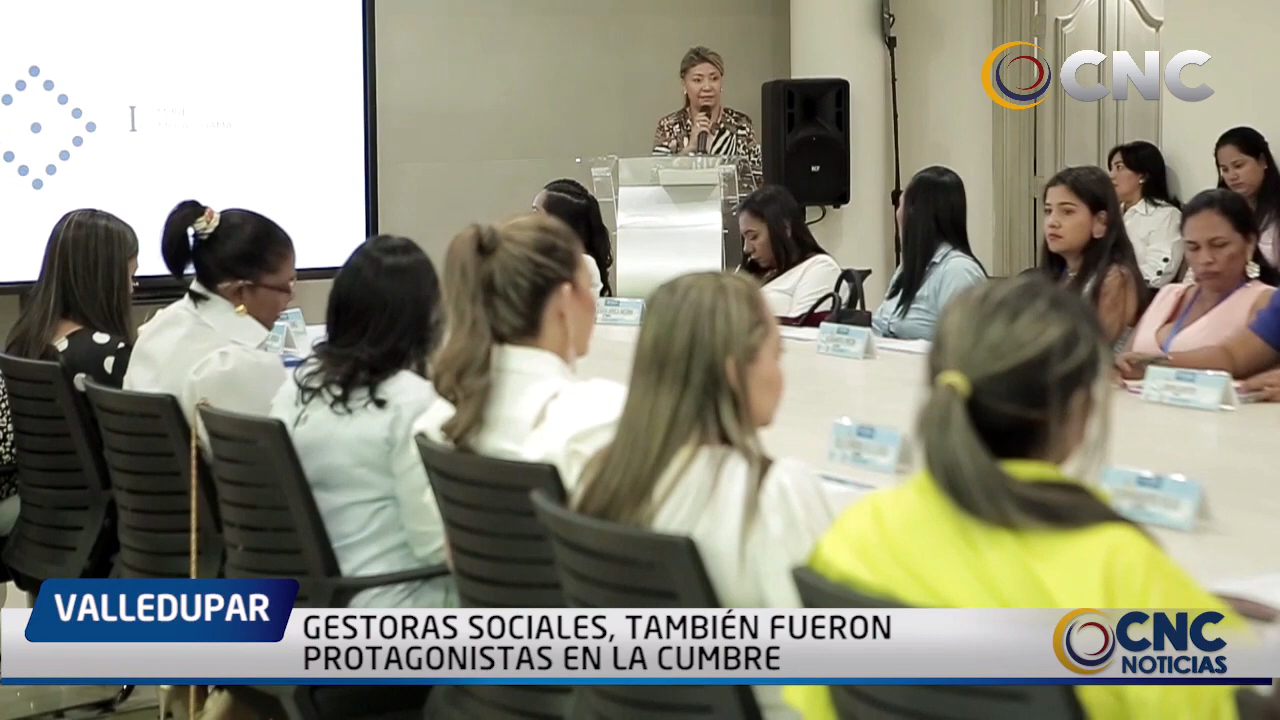 CNC
VALLEDUPAR
GESTORAS SOCIALES, TAMBIÉN FUERON
PROTAGONISTAS EN LA CUMBRE
CNC
NOTICIAS